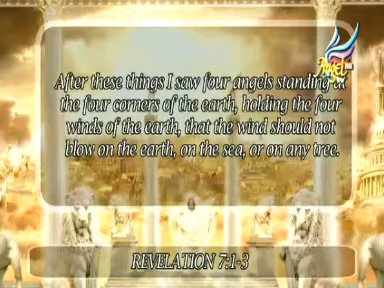 After these things I saw four angels standing at
the four corners of the earth, holding the four
winds of the earth, that the wind should not
blow on the earth, on the sea, or on any tree.
REVELATION 7:1-3
Angel